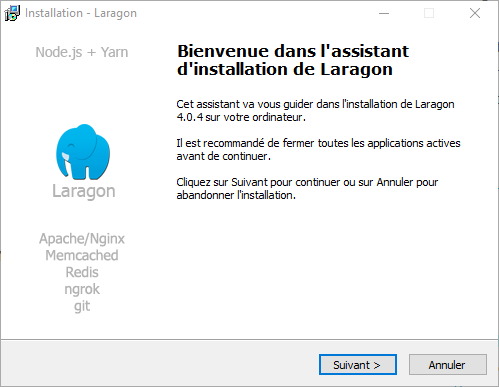 Installation - Laragon
Node.js + Yarn
Laragon
Apache/Nginx
Memcached
Redis
ngrok
git
Bienvenue dans l'assistant
d'installation de Laragon
Cet assistant va vous guider dans l'installation de Laragon
4.0.4 sur votre ordinateur.
Il est recommandé de fermer toutes les applications actives
avant de continuer.
Cliquez sur Suivant pour continuer ou sur Annuler pour
abandonner l'installation.
Suivant >
Annuler